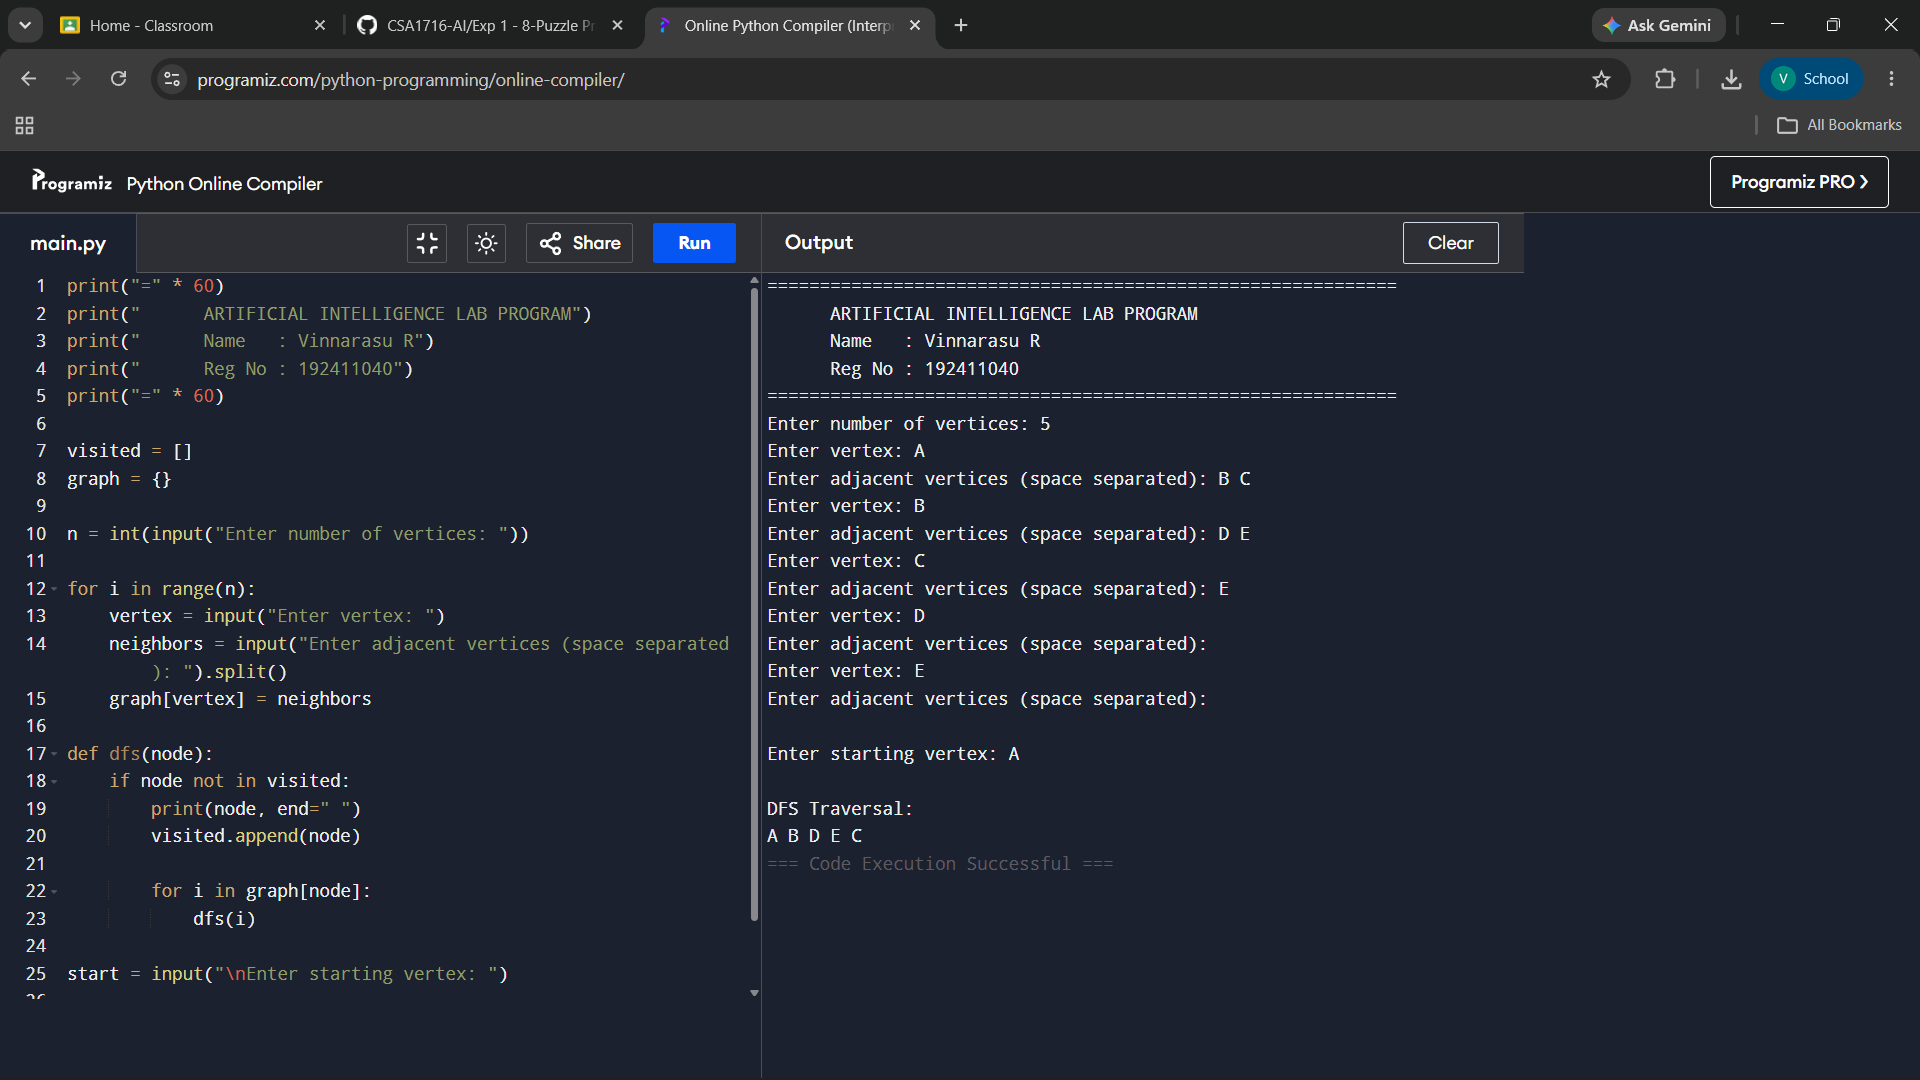 Home - Classroom
CSA1716-AI/Exp 1 - 8-Puzzle Pr
Online Python Compiler (Interp
Ask Gemini
programiz.com/python-programming/online-compiler/
V School
All Bookmarks
Programiz Python Online Compiler
Programiz PRO
main.py
Share
Run
Output
Clear
1 print("=" * 60)
2 print("      ARTIFICIAL INTELLIGENCE LAB PROGRAM")
3 print("      Name   : Vinnarasu R")
4 print("      Reg No : 192411040")
5 print("=" * 60)
6
7 visited = []
8 graph = {}
9
10 n = int(input("Enter number of vertices: "))
11
12 for i in range(n):
13     vertex = input("Enter vertex: ")
14     neighbors = input("Enter adjacent vertices (space separated
): ").split()
15     graph[vertex] = neighbors
16
17 def dfs(node):
18     if node not in visited:
19         print(node, end=" ")
20         visited.append(node)
21
22         for i in graph[node]:
23             dfs(i)
24
25 start = input("\nEnter starting vertex: ")
============================================================
      ARTIFICIAL INTELLIGENCE LAB PROGRAM
      Name   : Vinnarasu R
      Reg No : 192411040
============================================================
Enter number of vertices: 5
Enter vertex: A
Enter adjacent vertices (space separated): B C
Enter vertex: B
Enter adjacent vertices (space separated): D E
Enter vertex: C
Enter adjacent vertices (space separated): E
Enter vertex: D
Enter adjacent vertices (space separated):
Enter vertex: E
Enter adjacent vertices (space separated):
Enter starting vertex: A
DFS Traversal:
A B D E C
=== Code Execution Successful ===